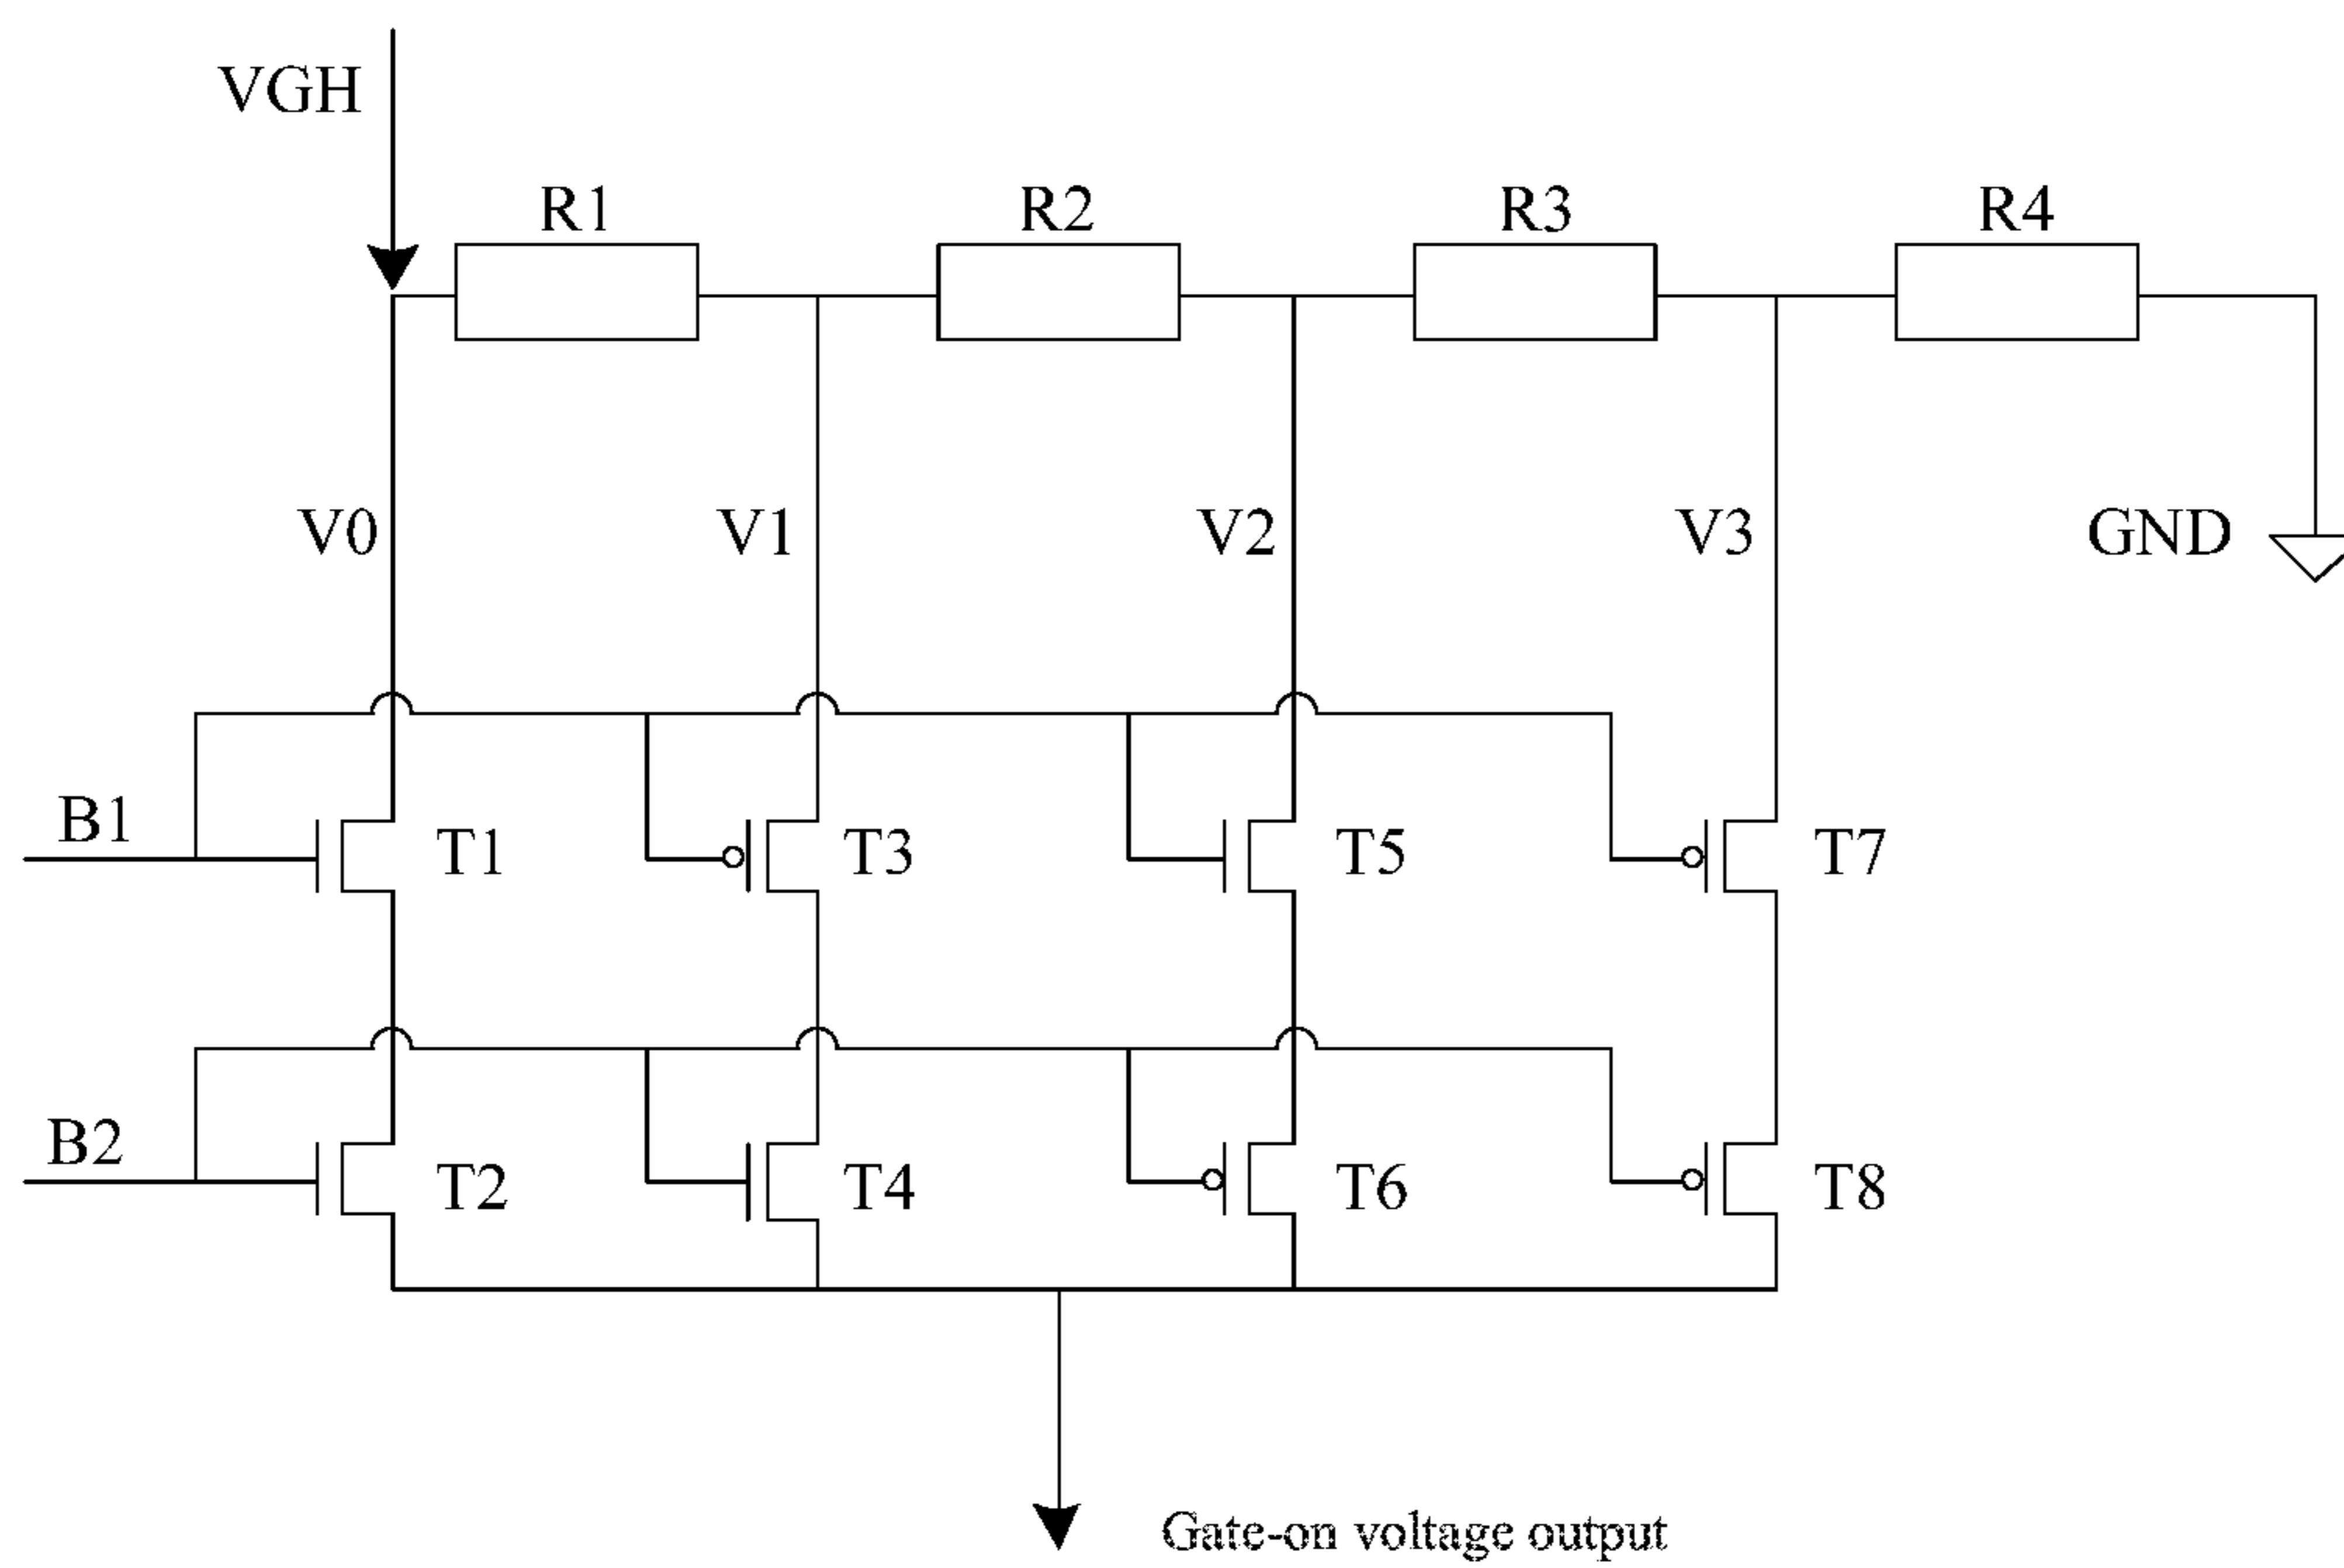 VGH
R1
R2
R3
R4
V0
V1
V2
V3
GND
B1
T1
T3
T5
T7
B2
T2
T4
T6
T8
Gate-on voltage output